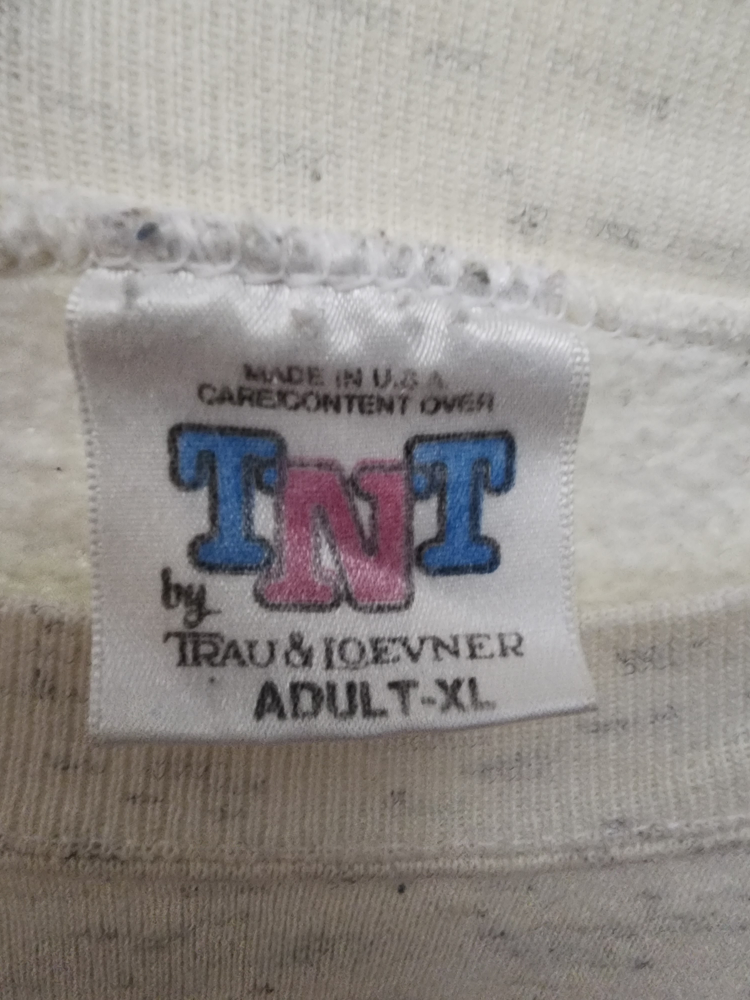 MADE IN U.S.A.
CARE/CONTENT OVER
TNT
by
TRAU & LOEVNER
ADULT-XL